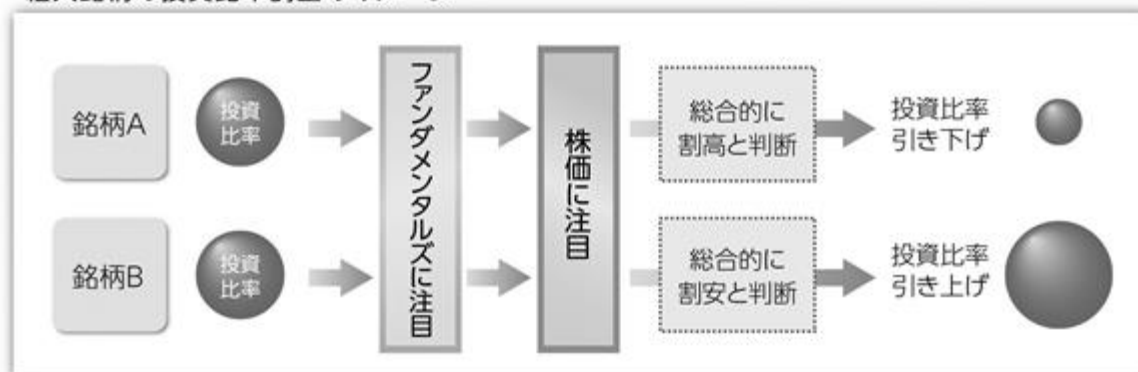 銘柄A
投資
比率
ファンダメンタルズに注目
株価に注目
総合的に
割高と判断
投資比率
引き下げ
銘柄B
投資
比率
総合的に
割安と判断
投資比率
引き上げ